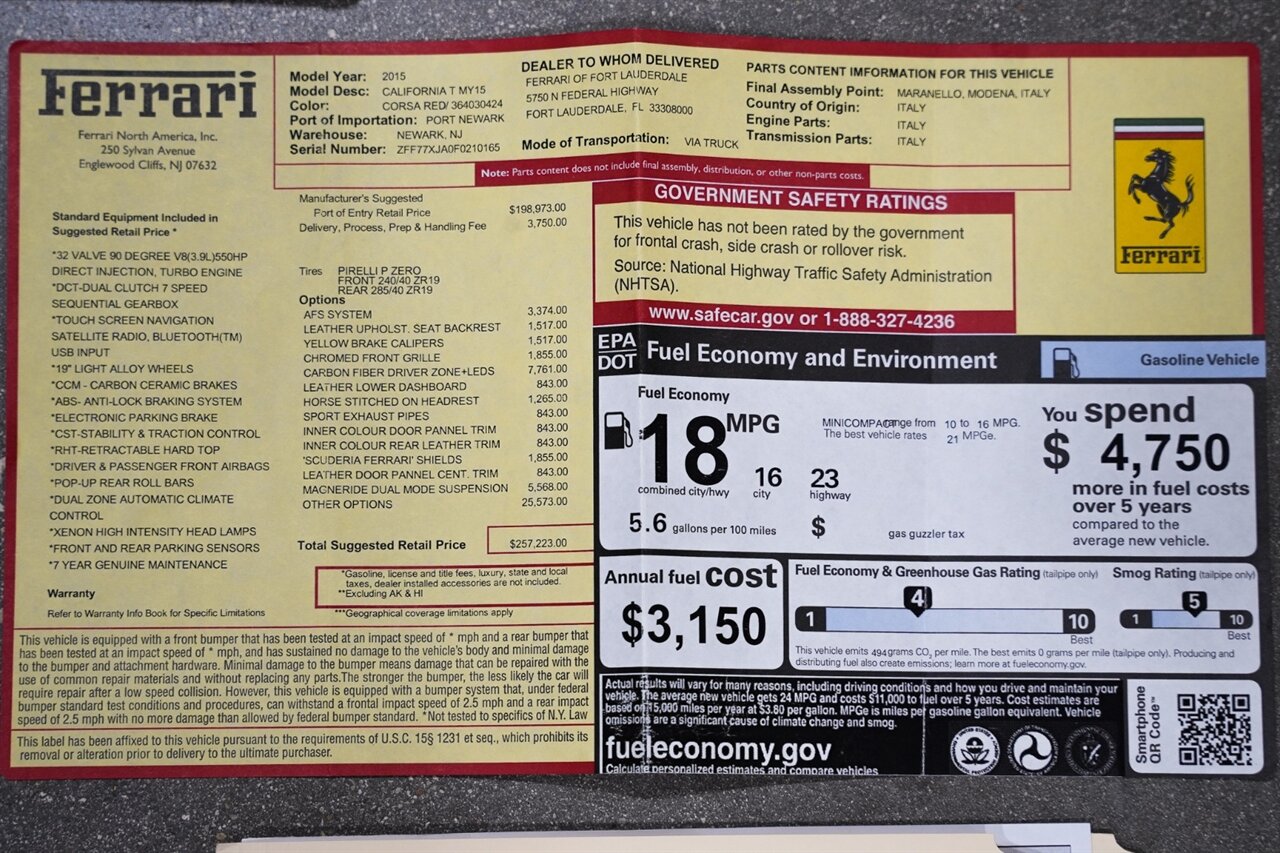 Ferrari
Ferrari North America, Inc.
250 Sylvan Avenue
Englewood Cliffs, NJ 07632
Model Year: 2015
Model Desc: CALIFORNIA T MY15
Color: CORSA RED/ 364030424
Port of Importation: PORT NEWARK
Warehouse: NEWARK, NJ
Serial Number: ZFF77XJA0F0210165
DEALER TO WHOM DELIVERED
FERRARI OF FORT LAUDERDALE
5750 N FEDERAL HIGHWAY
FORT LAUDERDALE, FL 33308000
Mode of Transportation: VIA TRUCK
PARTS CONTENT IMFORMATION FOR THIS VEHICLE
Final Assembly Point: MARANELLO, MODENA, ITALY
Country of Origin: ITALY
Engine Parts: ITALY
Transmission Parts: ITALY
Note: Parts content does not include final assembly, distribution, or other non-parts costs.
Ferrari
Standard Equipment Included in
Suggested Retail Price *
*32 VALVE 90 DEGREE V8(3.9L)550HP
DIRECT INJECTION, TURBO ENGINE
*DCT-DUAL CLUTCH 7 SPEED
SEQUENTIAL GEARBOX
*TOUCH SCREEN NAVIGATION
SATELLITE RADIO, BLUETOOTH(TM)
USB INPUT
*19" LIGHT ALLOY WHEELS
*CCM - CARBON CERAMIC BRAKES
*ABS- ANTI-LOCK BRAKING SYSTEM
*ELECTRONIC PARKING BRAKE
*CST-STABILITY & TRACTION CONTROL
*RHT-RETRACTABLE HARD TOP
*DRIVER & PASSENGER FRONT AIRBAGS
*POP-UP REAR ROLL BARS
*DUAL ZONE AUTOMATIC CLIMATE
CONTROL
*XENON HIGH INTENSITY HEAD LAMPS
*FRONT AND REAR PARKING SENSORS
*7 YEAR GENUINE MAINTENANCE
Warranty
Refer to Warranty Info Book for Specific Limitations
Manufacturer's Suggested
Port of Entry Retail Price $198,973.00
Delivery, Process, Prep & Handling Fee 3,750.00
Tires PIRELLI P ZERO
FRONT 240/40 ZR19
REAR 285/40 ZR19
Options
AFS SYSTEM 3,374.00
LEATHER UPHOLST. SEAT BACKREST 1,517.00
YELLOW BRAKE CALIPERS 1,517.00
CHROMED FRONT GRILLE 1,855.00
CARBON FIBER DRIVER ZONE+LEDS 7,761.00
LEATHER LOWER DASHBOARD 843.00
HORSE STITCHED ON HEADREST 1,265.00
SPORT EXHAUST PIPES 843.00
INNER COLOUR DOOR PANNEL TRIM 843.00
INNER COLOUR REAR LEATHER TRIM 843.00
'SCUDERIA FERRARI' SHIELDS 1,855.00
LEATHER DOOR PANNEL CENT. TRIM 843.00
MACNERIDE DUAL MODE SUSPENSION 5,568.00
OTHER OPTIONS 25,573.00
Total Suggested Retail Price $257,223.00
*Gasoline, license and title fees, luxury, state and local
taxes, dealer installed accessories are not included.
**Excluding AK & HI
***Geographical coverage limitations apply
This vehicle is equipped with a front bumper that has been tested at an impact speed of * mph and a rear bumper that
has been tested at an impact speed of * mph, and has sustained no damage to the vehicle's body and minimal damage
to the bumper and attachment hardware. Minimal damage to the bumper means damage that can be repaired with the
use of common repair materials and without replacing any parts.The stronger the bumper, the less likely the car will
require repair after a low speed collision. However, this vehicle is equipped with a bumper system that, under federal
bumper standard test conditions and procedures, can withstand a frontal impact speed of 2.5 mph and a rear impact
speed of 2.5 mph with no more damage than allowed by federal bumper standard. *Not tested to specifics of N.Y. Law
This label has been affixed to this vehicle pursuant to the requirements of U.S.C. 15§ 1231 et seq., which prohibits its
removal or alteration prior to delivery to the ultimate purchaser.
GOVERNMENT SAFETY RATINGS
This vehicle has not been rated by the government
for frontal crash, side crash or rollover risk.
Source: National Highway Traffic Safety Administration
(NHTSA).
www.safecar.gov or 1-888-327-4236
EPA
DOT
Fuel Economy and Environment
Gasoline Vehicle
Fuel Economy
18 MPG
combined city/hwy
16
city
23
highway
5.6 gallons per 100 miles
$ gas guzzler tax
MINICOMPACT range from 10 to 16 MPG.
The best vehicle rates 21 MPGe.
You spend
$ 4,750
more in fuel costs
over 5 years
compared to the
average new vehicle.
Annual fuel cost
$3,150
Fuel Economy & Greenhouse Gas Rating (tailpipe only)
4
1 10
Best
Smog Rating (tailpipe only)
5
1 10
Best
This vehicle emits 494 grams CO2 per mile. The best emits 0 grams per mile (tailpipe only). Producing and
distributing fuel also create emissions; learn more at fueleconomy.gov.
Actual results will vary for many reasons, including driving conditions and how you drive and maintain your
vehicle. The average new vehicle gets 24 MPG and costs $11,000 to fuel over 5 years. Cost estimates are
based on 15,000 miles per year at $3.80 per gallon. MPGe is miles per gasoline gallon equivalent. Vehicle
emissions are a significant cause of climate change and smog.
fueleconomy.gov
Calculate personalized estimates and compare vehicles
Smartphone
QR Code™